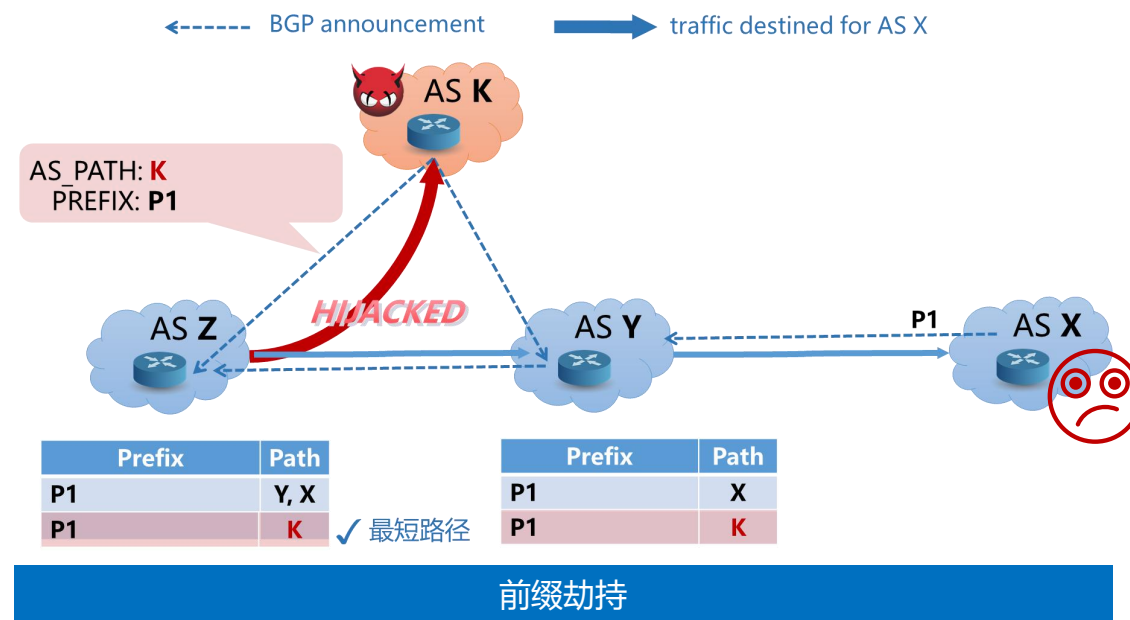 BGP announcement
traffic destined for AS X
AS K
AS_PATH: K
PREFIX: P1
HIJACKED
AS Z
AS Y
P1
AS X
Prefix Path
P1 Y, X
P1 K
✓ 最短路径
Prefix Path
P1 X
P1 K
前缀劫持